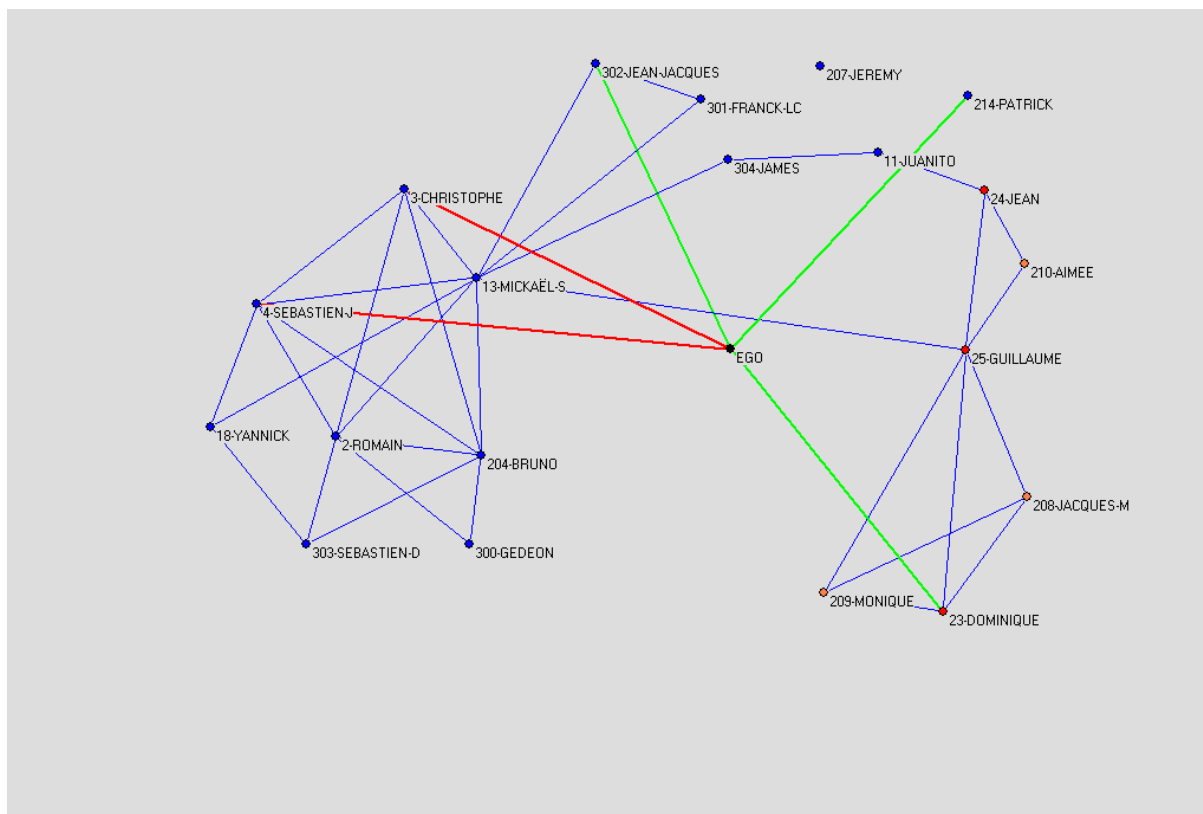 302-JEAN-JACQUES
207-JEREMY
301-FRANCK-LC
214-PATRICK
304-JAMES
11-JUANITO
3-CHRISTOPHE
24-JEAN
210-AIMEE
13-MICKAËL-S
4-SEBASTIEN-J
EGO
25-GUILLAUME
18-YANNICK
2-ROMAIN
204-BRUNO
208-JACQUES-M
303-SEBASTIEN-D
300-GEDEON
209-MONIQUE
23-DOMINIQUE